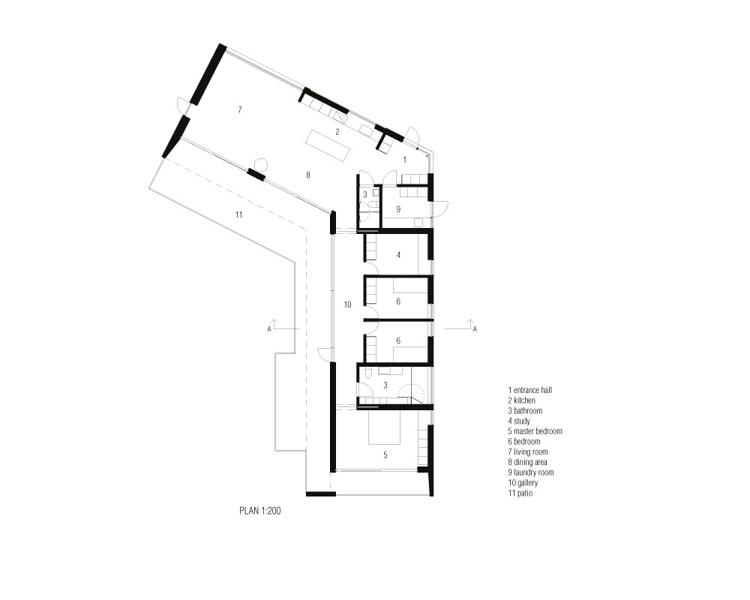 7
2
1
3
8
9
11
4
10
6
A
A
6
3
5
1 entrance hall
2 kitchen
3 bathroom
4 study
5 master bedroom
6 bedroom
7 living room
8 dining area
9 laundry room
10 gallery
11 patio
PLAN 1:200